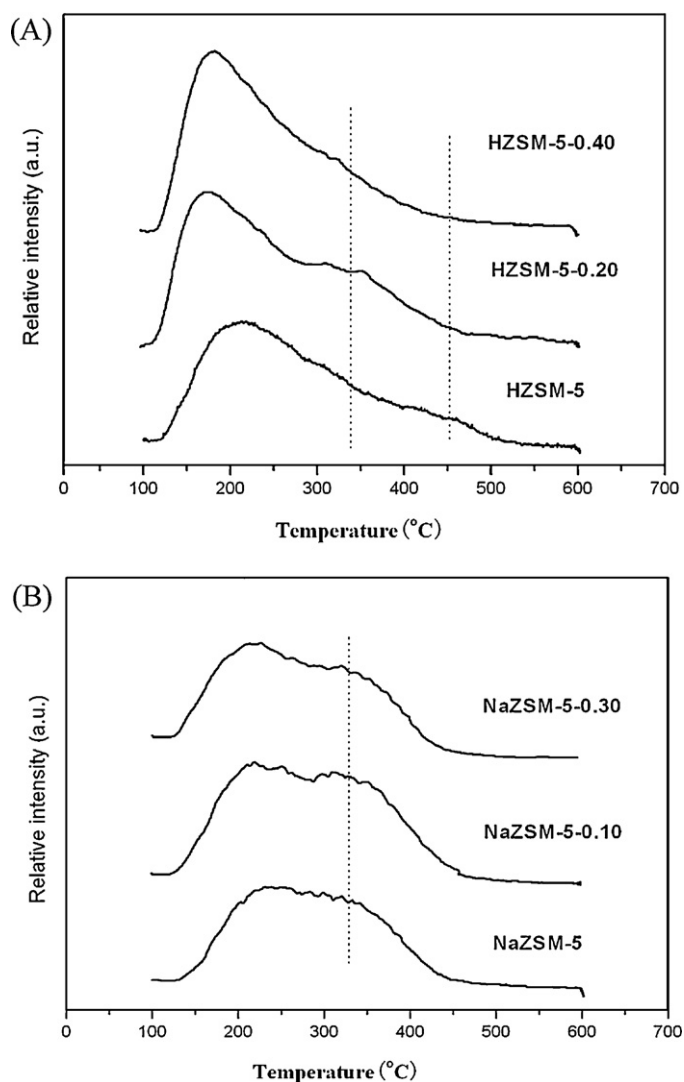 (A)
Relative intensity (a.u.)
HZSM-5-0.40
HZSM-5-0.20
HZSM-5
0 100 200 300 400 500 600 700
Temperature (°C)
(B)
Relative intensity (a.u.)
NaZSM-5-0.30
NaZSM-5-0.10
NaZSM-5
0 100 200 300 400 500 600 700
Temperature (°C)